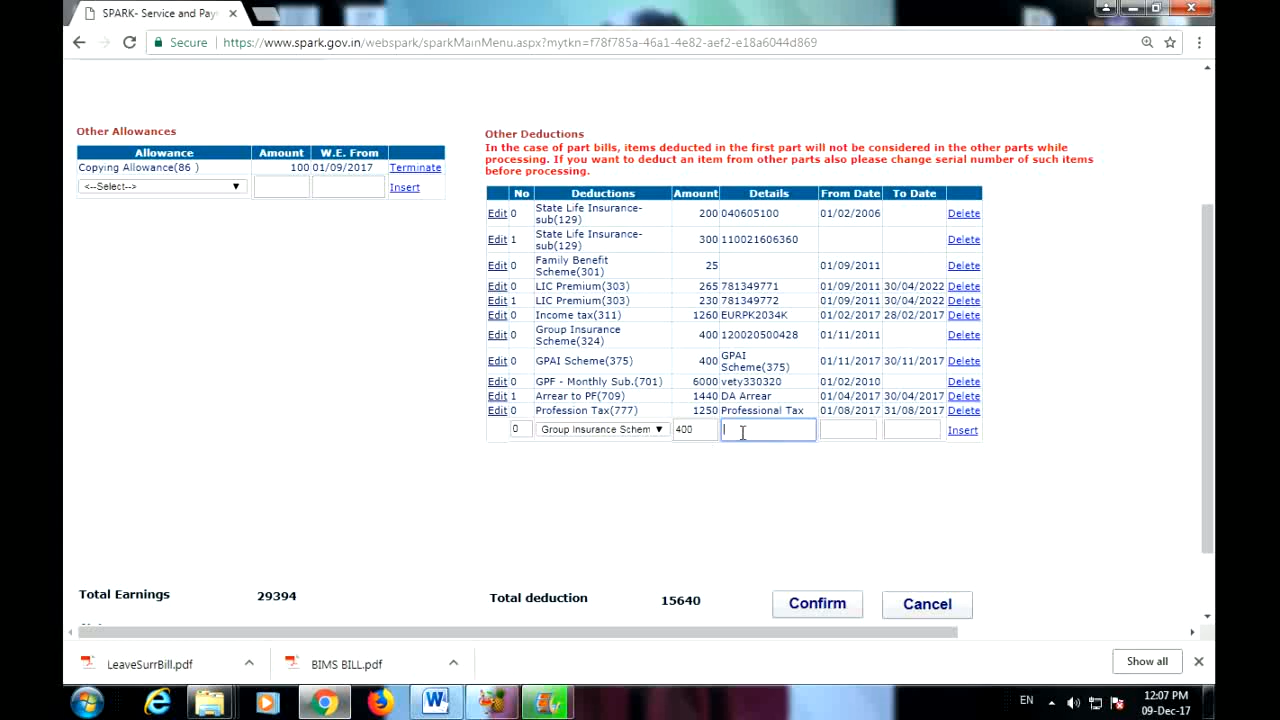 SPARK- Service and Pay
Secure
https://www.spark.gov.in/webspark/sparkMainMenu.aspx?mytkn=f78f785a-46a1-4e82-aef2-e18a6044d869
Other Allowances
Allowance Amount W.E. From
Copying Allowance(86 ) 100 01/09/2017 Terminate
<--Select--> Insert
Other Deductions
In the case of part bills, items deducted in the first part will not be considered in the other parts while
processing. If you want to deduct an item from other parts also please change serial number of such items
before processing.
No Deductions Amount Details From Date To Date
Edit 0 State Life Insurance-
sub(129) 200 040605100 01/02/2006 Delete
Edit 1 State Life Insurance-
sub(129) 300 110021606360 Delete
Edit 0 Family Benefit
Scheme(301) 25 01/09/2011 Delete
Edit 0 LIC Premium(303) 265 781349771 01/09/2011 30/04/2022 Delete
Edit 1 LIC Premium(303) 230 781349772 01/09/2011 30/04/2022 Delete
Edit 0 Income tax(311) 1260 EURPK2034K 01/02/2017 28/02/2017 Delete
Edit 0 Group Insurance
Scheme(324) 400 120020500428 01/11/2011 Delete
Edit 0 GPAI Scheme(375) 400 GPAI
Scheme(375) 01/11/2017 30/11/2017 Delete
Edit 0 GPF - Monthly Sub.(701) 6000 vety330320 01/02/2010 Delete
Edit 1 Arrear to PF(709) 1440 DA Arrear 01/04/2017 30/04/2017 Delete
Edit 0 Profession Tax(777) 1250 Professional Tax 01/08/2017 31/08/2017 Delete
0 Group Insurance Schem 400 Insert
Total Earnings 29394
Total deduction 15640
Confirm Cancel
LeaveSurrBill.pdf
BIMS BILL.pdf
Show all
EN
12:07 PM
09-Dec-17